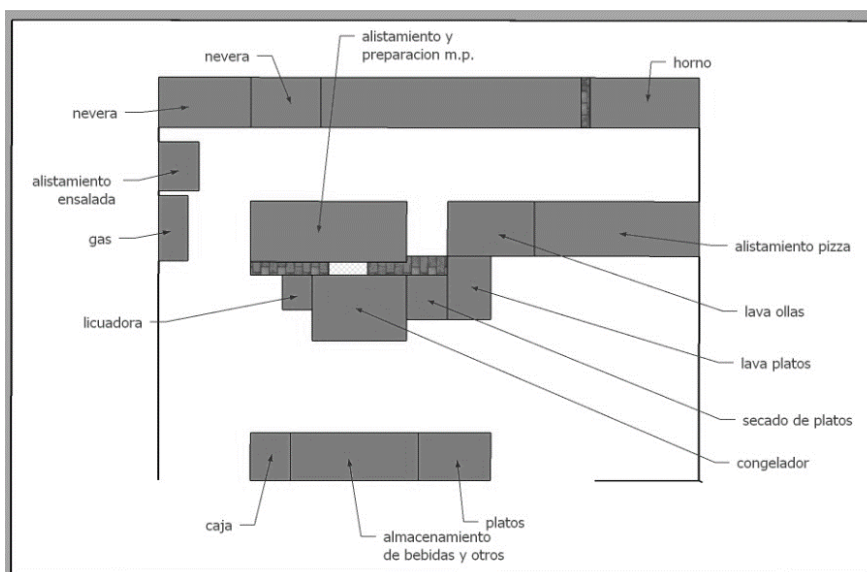 alistamiento y
preparacion m.p.
nevera
horno
nevera
alistamiento
ensalada
gas
alistamiento pizza
licuadora
lava ollas
lava platos
secado de platos
congelador
caja
platos
almacenamiento
de bebidas y otros